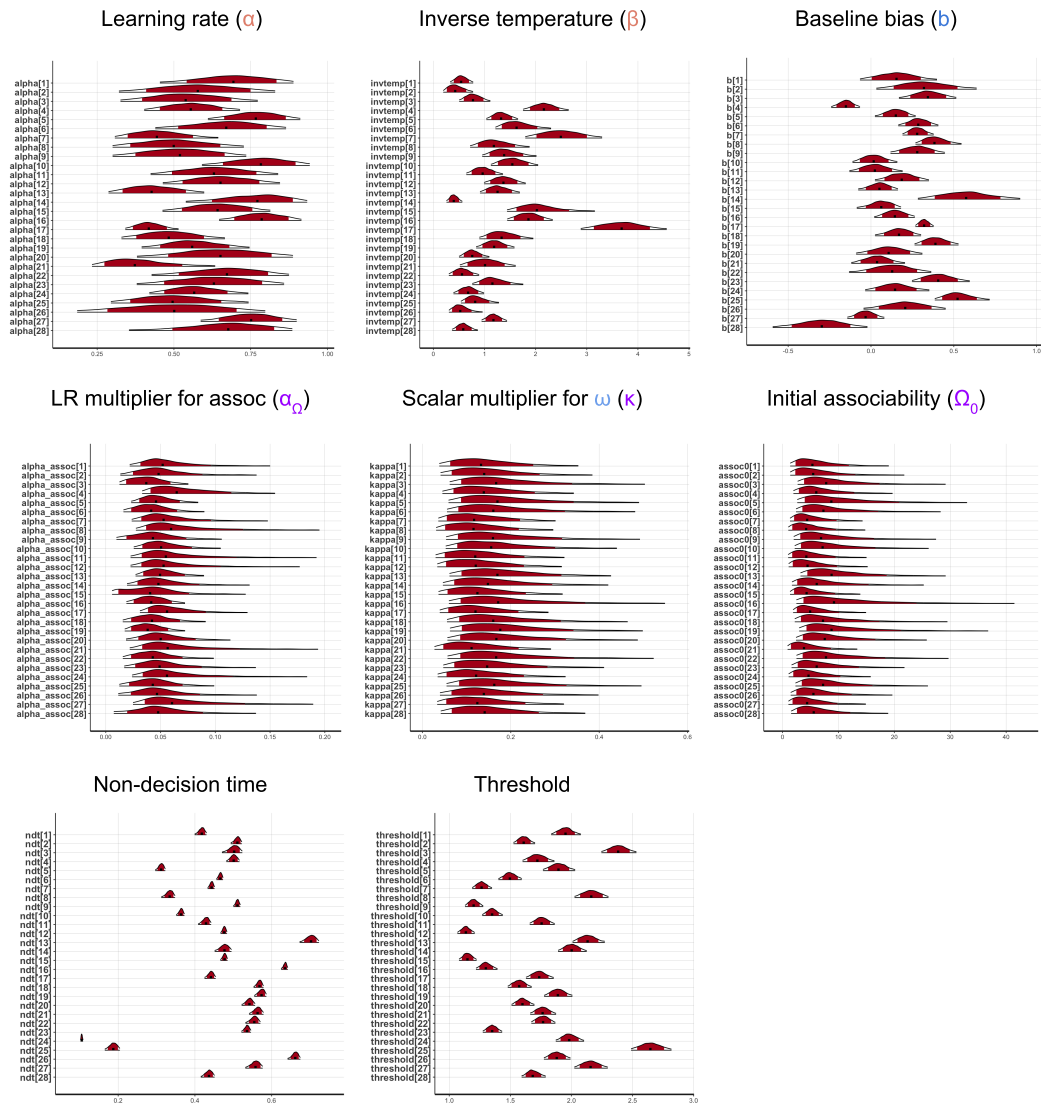 Learning rate (α)
alpha[1]
alpha[2]
alpha[3]
alpha[4]
alpha[5]
alpha[6]
alpha[7]
alpha[8]
alpha[9]
alpha[10]
alpha[11]
alpha[12]
alpha[13]
alpha[14]
alpha[15]
alpha[16]
alpha[17]
alpha[18]
alpha[19]
alpha[20]
alpha[21]
alpha[22]
alpha[23]
alpha[24]
alpha[25]
alpha[26]
alpha[27]
alpha[28]
0.25 0.50 0.75 1.00
Inverse temperature (β)
invtemp[1]
invtemp[2]
invtemp[3]
invtemp[4]
invtemp[5]
invtemp[6]
invtemp[7]
invtemp[8]
invtemp[9]
invtemp[10]
invtemp[11]
invtemp[12]
invtemp[13]
invtemp[14]
invtemp[15]
invtemp[16]
invtemp[17]
invtemp[18]
invtemp[19]
invtemp[20]
invtemp[21]
invtemp[22]
invtemp[23]
invtemp[24]
invtemp[25]
invtemp[26]
invtemp[27]
invtemp[28]
0 1 2 3 4 5
Baseline bias (b)
b[1]
b[2]
b[3]
b[4]
b[5]
b[6]
b[7]
b[8]
b[9]
b[10]
b[11]
b[12]
b[13]
b[14]
b[15]
b[16]
b[17]
b[18]
b[19]
b[20]
b[21]
b[22]
b[23]
b[24]
b[25]
b[26]
b[27]
b[28]
-0.5 0.0 0.5 1.0
LR multiplier for assoc (α_Ω)
alpha_assoc[1]
alpha_assoc[2]
alpha_assoc[3]
alpha_assoc[4]
alpha_assoc[5]
alpha_assoc[6]
alpha_assoc[7]
alpha_assoc[8]
alpha_assoc[9]
alpha_assoc[10]
alpha_assoc[11]
alpha_assoc[12]
alpha_assoc[13]
alpha_assoc[14]
alpha_assoc[15]
alpha_assoc[16]
alpha_assoc[17]
alpha_assoc[18]
alpha_assoc[19]
alpha_assoc[20]
alpha_assoc[21]
alpha_assoc[22]
alpha_assoc[23]
alpha_assoc[24]
alpha_assoc[25]
alpha_assoc[26]
alpha_assoc[27]
alpha_assoc[28]
0.00 0.05 0.10 0.15 0.20
Scalar multiplier for ω (κ)
kappa[1]
kappa[2]
kappa[3]
kappa[4]
kappa[5]
kappa[6]
kappa[7]
kappa[8]
kappa[9]
kappa[10]
kappa[11]
kappa[12]
kappa[13]
kappa[14]
kappa[15]
kappa[16]
kappa[17]
kappa[18]
kappa[19]
kappa[20]
kappa[21]
kappa[22]
kappa[23]
kappa[24]
kappa[25]
kappa[26]
kappa[27]
kappa[28]
0.0 0.2 0.4 0.6
Initial associability (Ω₀)
assoc0[1]
assoc0[2]
assoc0[3]
assoc0[4]
assoc0[5]
assoc0[6]
assoc0[7]
assoc0[8]
assoc0[9]
assoc0[10]
assoc0[11]
assoc0[12]
assoc0[13]
assoc0[14]
assoc0[15]
assoc0[16]
assoc0[17]
assoc0[18]
assoc0[19]
assoc0[20]
assoc0[21]
assoc0[22]
assoc0[23]
assoc0[24]
assoc0[25]
assoc0[26]
assoc0[27]
assoc0[28]
0 10 20 30 40
Non-decision time
ndt[1]
ndt[2]
ndt[3]
ndt[4]
ndt[5]
ndt[6]
ndt[7]
ndt[8]
ndt[9]
ndt[10]
ndt[11]
ndt[12]
ndt[13]
ndt[14]
ndt[15]
ndt[16]
ndt[17]
ndt[18]
ndt[19]
ndt[20]
ndt[21]
ndt[22]
ndt[23]
ndt[24]
ndt[25]
ndt[26]
ndt[27]
ndt[28]
0.2 0.4 0.6
Threshold
threshold[1]
threshold[2]
threshold[3]
threshold[4]
threshold[5]
threshold[6]
threshold[7]
threshold[8]
threshold[9]
threshold[10]
threshold[11]
threshold[12]
threshold[13]
threshold[14]
threshold[15]
threshold[16]
threshold[17]
threshold[18]
threshold[19]
threshold[20]
threshold[21]
threshold[22]
threshold[23]
threshold[24]
threshold[25]
threshold[26]
threshold[27]
threshold[28]
1.0 1.5 2.0 2.5 3.0